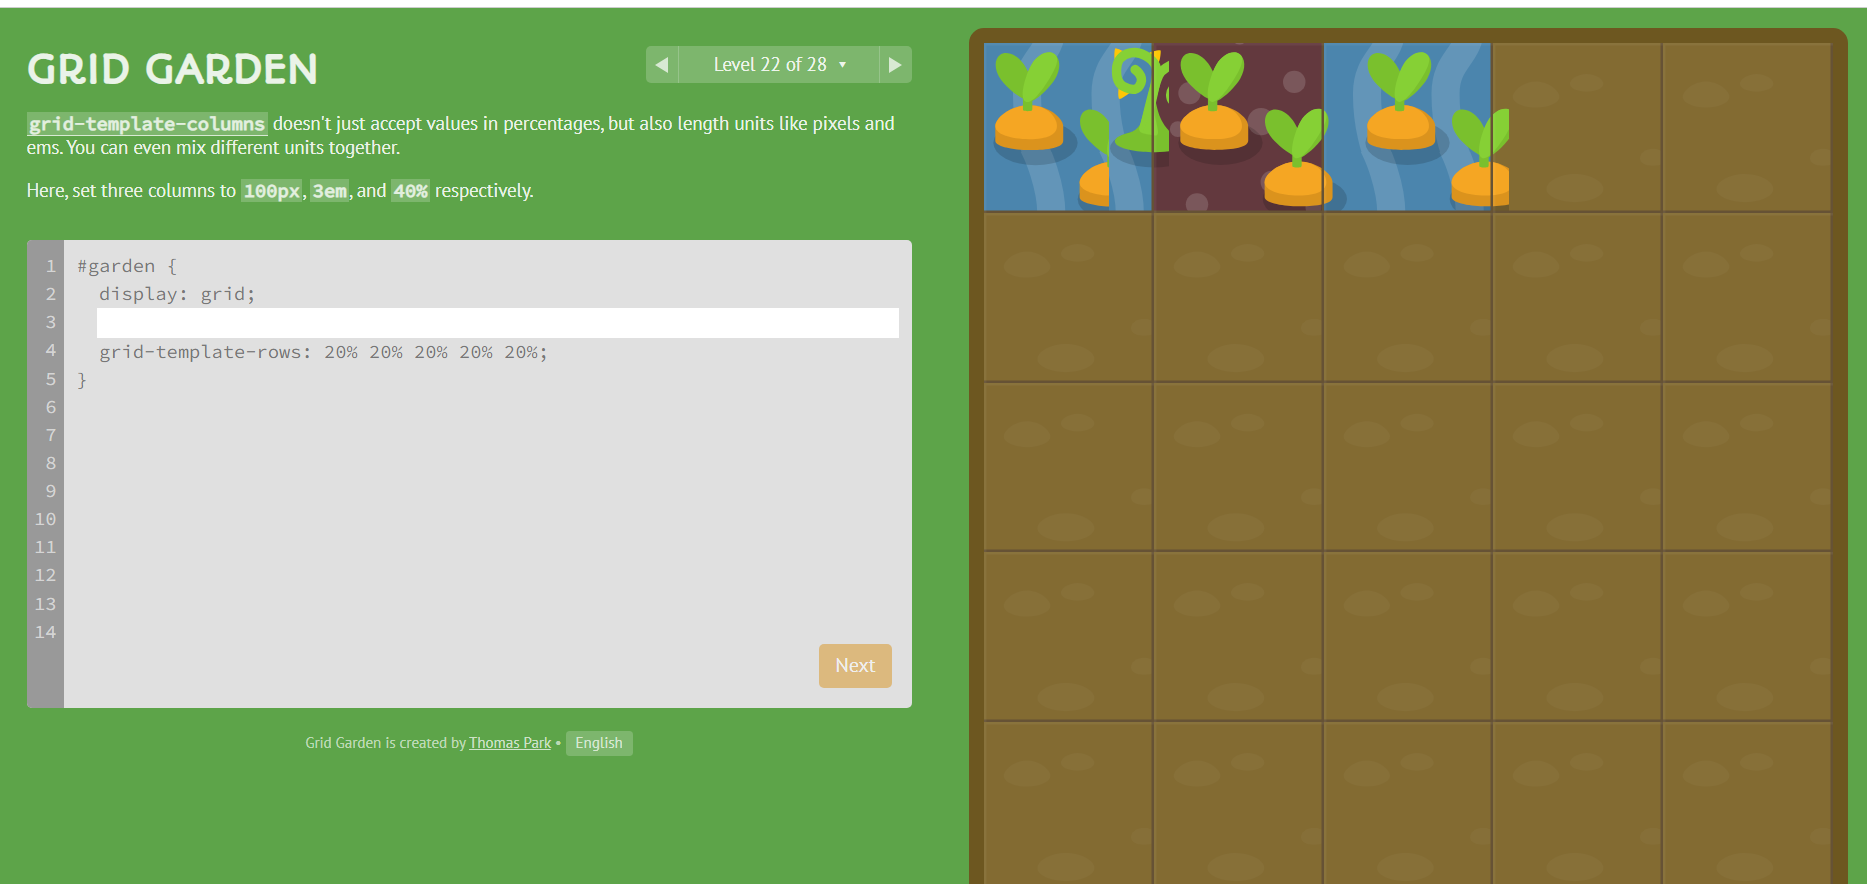 GRID GARDEN
◀ Level 22 of 28 ▼ ▶
grid-template-columns doesn't just accept values in percentages, but also length units like pixels and
ems. You can even mix different units together.
Here, set three columns to 100px, 3em, and 40% respectively.
1 #garden {
2 display: grid;
3
4 grid-template-rows: 20% 20% 20% 20% 20%;
5 }
6
7
8
9
10
11
12
13
14
Next
Grid Garden is created by Thomas Park • English